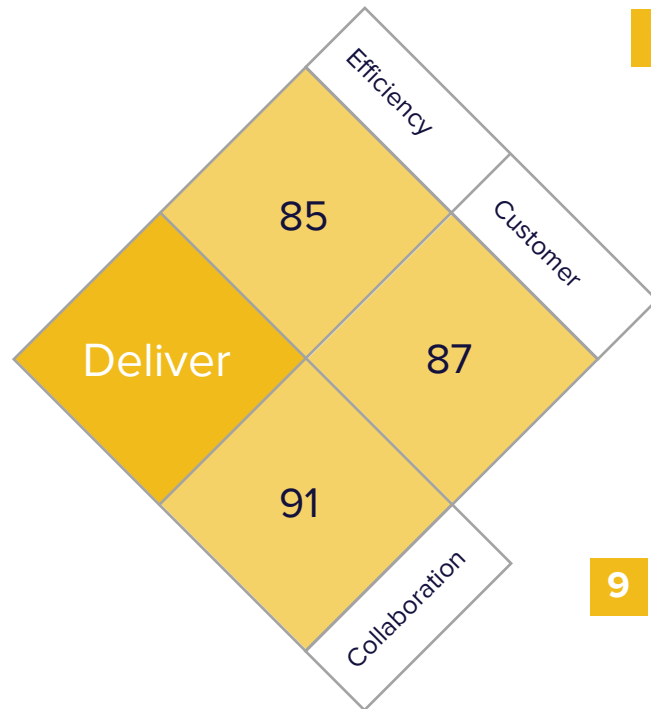 Efficiency
85
Customer
Deliver
87
91
Collaboration
9